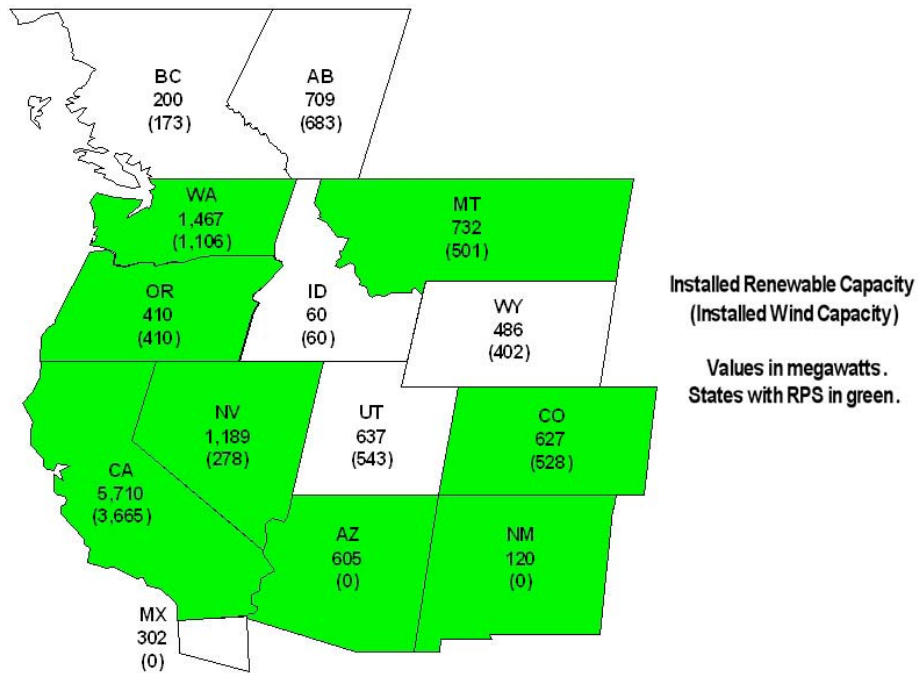 BC
200
(173)
AB
709
(683)
WA
1,467
(1,106)
MT
732
(501)
OR
410
(410)
ID
60
(60)
WY
486
(402)
Installed Renewable Capacity
(Installed Wind Capacity)
Values in megawatts.
States with RPS in green.
NV
1,189
(278)
UT
637
(543)
CO
627
(528)
CA
5,710
(3,665)
AZ
605
(0)
NM
120
(0)
MX
302
(0)